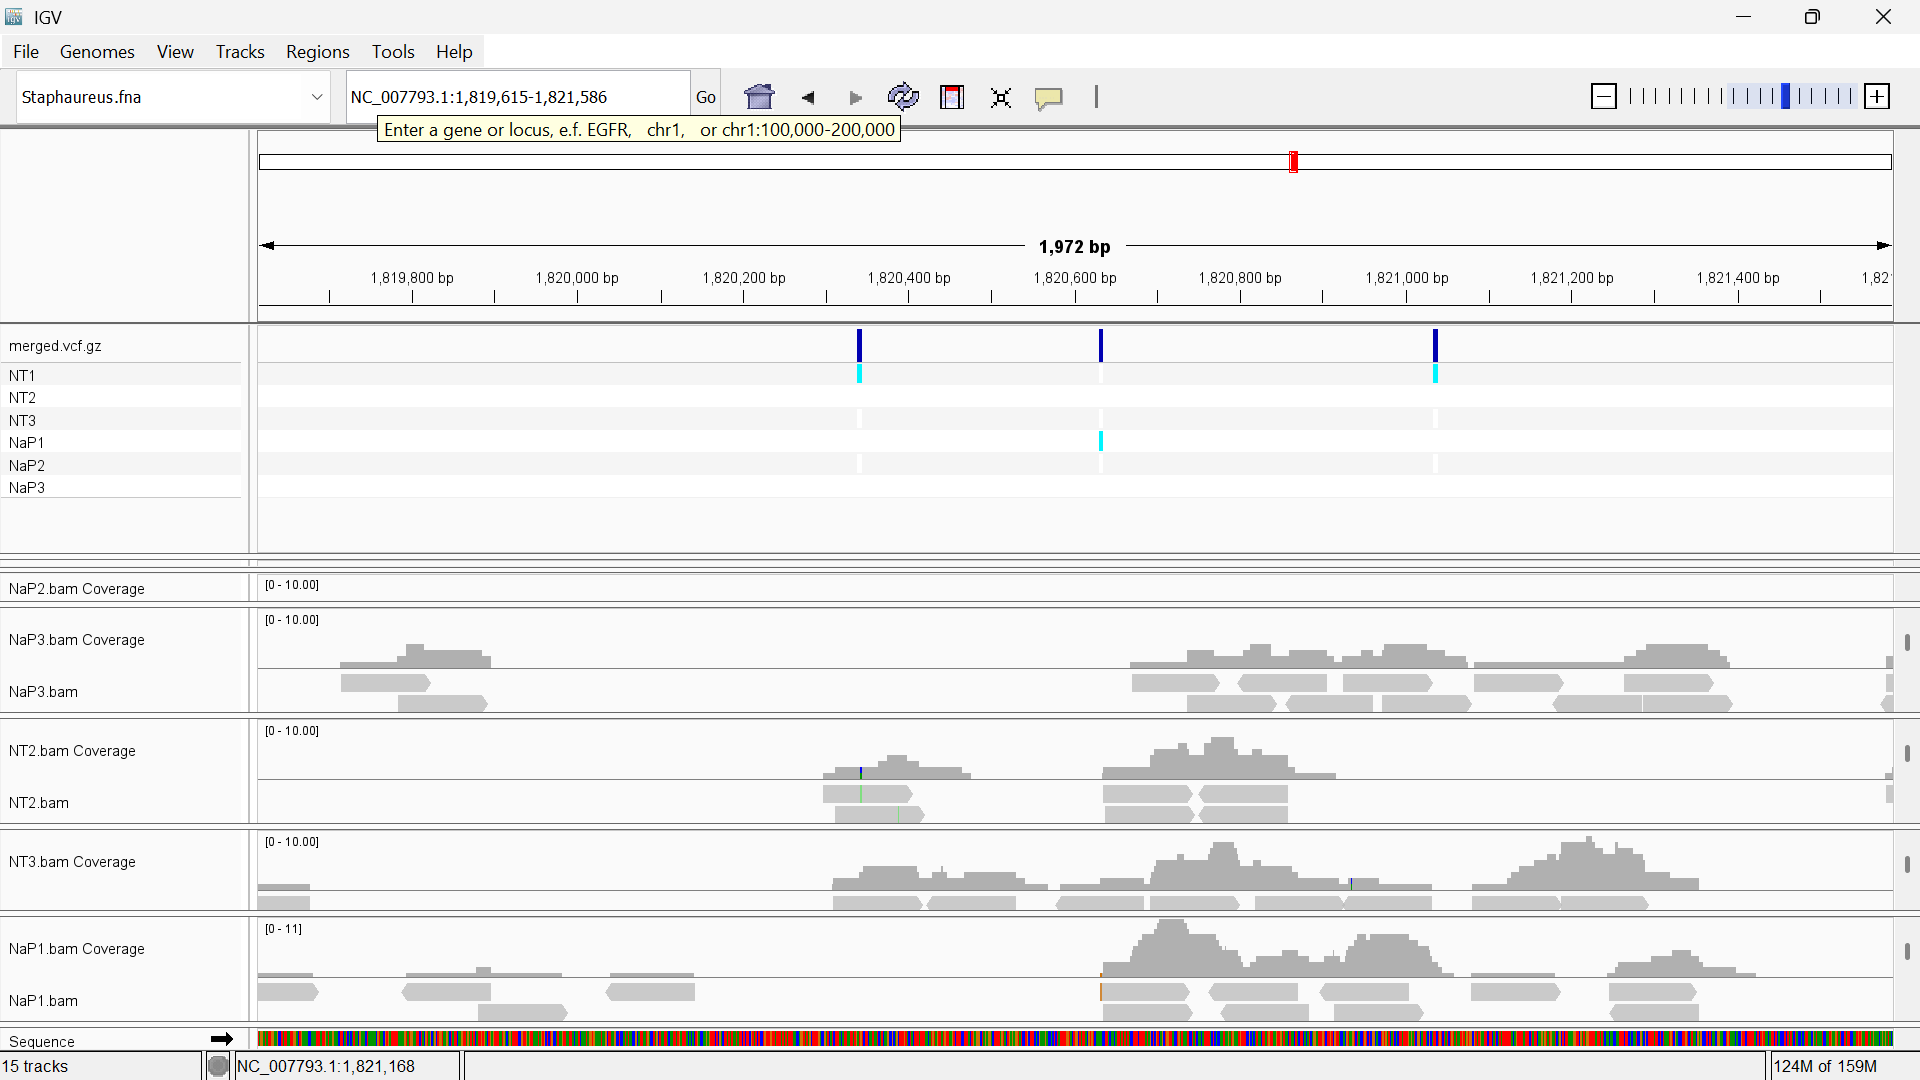 IGV
File Genomes View Tracks Regions Tools Help
Staphaureus.fna NC_007793.1:1,819,615-1,821,586 Go
Enter a gene or locus, e.f. EGFR, chr1, or chr1:100,000-200,000
1,972 bp
1,819,800 bp 1,820,000 bp 1,820,200 bp 1,820,400 bp 1,820,600 bp 1,820,800 bp 1,821,000 bp 1,821,200 bp 1,821,400 bp 1,82
merged.vcf.gz
NT1
NT2
NT3
NaP1
NaP2
NaP3
NaP2.bam Coverage [0 - 10.00]
NaP3.bam Coverage [0 - 10.00]
NaP3.bam
NT2.bam Coverage [0 - 10.00]
NT2.bam
NT3.bam Coverage [0 - 10.00]
NaP1.bam Coverage [0 - 11]
NaP1.bam
Sequence
15 tracks NC_007793.1:1,821,168 124M of 159M